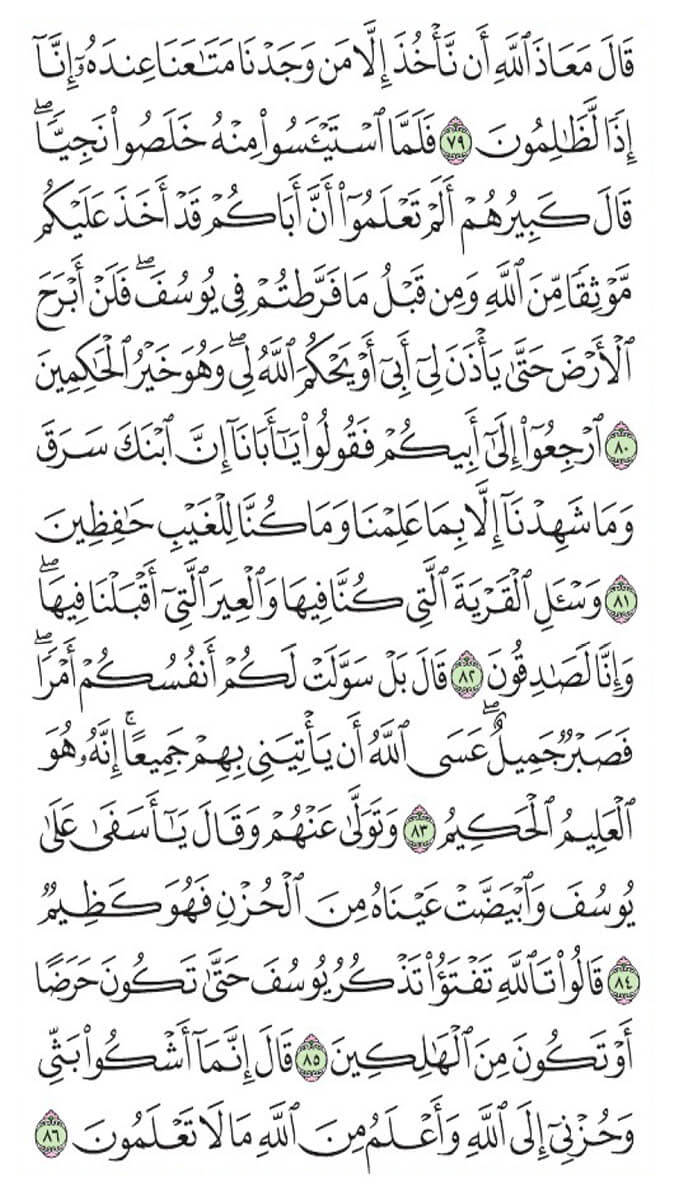 قَالَ مَعَاذَ ٱللَّهِ أَن نَّأۡخُذَ إِلَّا مَن وَجَدۡنَا مَتَٰعَنَا عِندَهُۥٓ إِنَّآ
إِذٗا لَّظَٰلِمُونَ ٧٩ فَلَمَّا ٱسۡتَيۡـَٔسُواْ مِنۡهُ خَلَصُواْ نَجِيّٗاۖ
قَالَ كَبِيرُهُمۡ أَلَمۡ تَعۡلَمُوٓاْ أَنَّ أَبَاكُمۡ قَدۡ أَخَذَ عَلَيۡكُم
مَّوۡثِقٗا مِّنَ ٱللَّهِ وَمِن قَبۡلُ مَا فَرَّطتُمۡ فِي يُوسُفَۖ فَلَنۡ أَبۡرَحَ
ٱلۡأَرۡضَ حَتَّىٰ يَأۡذَنَ لِيٓ أَبِيٓ أَوۡ يَحۡكُمَ ٱللَّهُ لِيۖ وَهُوَ خَيۡرُ ٱلۡحَٰكِمِينَ
٨٠ ٱرۡجِعُوٓاْ إِلَىٰٓ أَبِيكُمۡ فَقُولُواْ يَٰٓأَبَانَآ إِنَّ ٱبۡنَكَ سَرَقَ
وَمَا شَهِدۡنَآ إِلَّا بِمَا عَلِمۡنَا وَمَا كُنَّا لِلۡغَيۡبِ حَٰفِظِينَ
٨١ وَسۡـَٔلِ ٱلۡقَرۡيَةَ ٱلَّتِي كُنَّا فِيهَا وَٱلۡعِيرَ ٱلَّتِيٓ أَقۡبَلۡنَا فِيهَاۖ
وَإِنَّا لَصَٰدِقُونَ ٨٢ قَالَ بَلۡ سَوَّلَتۡ لَكُمۡ أَنفُسُكُمۡ أَمۡرٗاۖ
فَصَبۡرٞ جَمِيلٌۖ عَسَى ٱللَّهُ أَن يَأۡتِيَنِي بِهِمۡ جَمِيعًاۚ إِنَّهُۥ هُوَ
ٱلۡعَلِيمُ ٱلۡحَكِيمُ ٨٣ وَتَوَلَّىٰ عَنۡهُمۡ وَقَالَ يَٰٓأَسَفَىٰ عَلَىٰ
يُوسُفَ وَٱبۡيَضَّتۡ عَيۡنَاهُ مِنَ ٱلۡحُزۡنِ فَهُوَ كَظِيمٞ
٨٤ قَالُواْ تَٱللَّهِ تَفۡتَؤُاْ تَذۡكُرُ يُوسُفَ حَتَّىٰ تَكُونَ حَرَضًا
أَوۡ تَكُونَ مِنَ ٱلۡهَٰلِكِينَ ٨٥ قَالَ إِنَّمَآ أَشۡكُواْ بَثِّي
وَحُزۡنِيٓ إِلَى ٱللَّهِ وَأَعۡلَمُ مِنَ ٱللَّهِ مَا لَا تَعۡلَمُونَ ٨٦